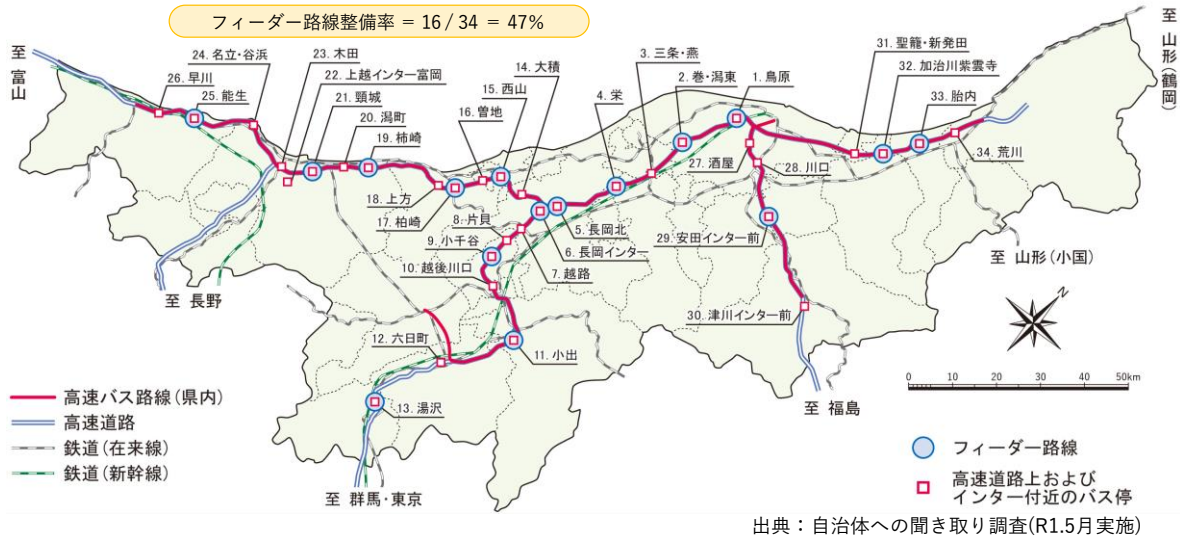 フィーダー路線整備率 = 16 / 34 = 47%
至 富山
26. 早川
25. 能生
24. 名立・谷浜
23. 木田
22. 上越インター富岡
21. 頸城
20. 潟町
19. 柿崎
18. 上方
17. 柏崎
16. 曽地
15. 西山
14. 大積
3. 三条・燕
4. 栄
2. 巻・潟東
1. 鳥原
31. 聖籠・新発田
32. 加治川紫雲寺
33. 胎内
34. 荒川
至 山形(鶴岡)
27. 酒屋
28. 川口
29. 安田インター前
30. 津川インター前
5. 長岡北
6. 長岡インター
7. 越路
8. 片貝
9. 小千谷
10. 越後川口
11. 小出
12. 六日町
13. 湯沢
至 長野
至 群馬・東京
至 福島
至 山形(小国)
N
0 10 20 30 40 50km
高速バス路線(県内)
高速道路
鉄道(在来線)
鉄道(新幹線)
フィーダー路線
高速道路上および
インター付近のバス停
出典：自治体への聞き取り調査(R1.5月実施)